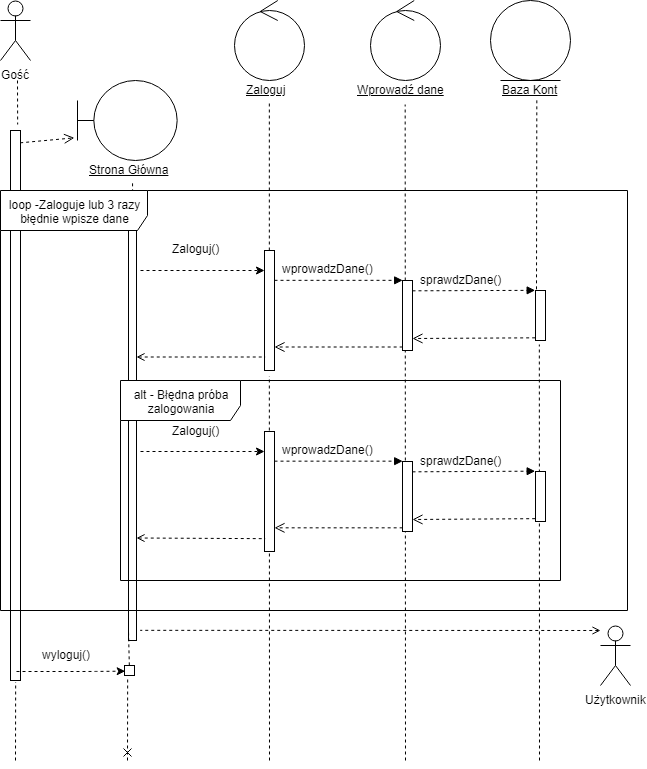 Gość
Zaloguj
Wprowadź dane
Baza Kont
Strona Główna
loop -Zaloguje lub 3 razy
błędnie wpisze dane
Zaloguj()
wprowadzDane()
sprawdzDane()
alt - Błędna próba
zalogowania
Zaloguj()
wprowadzDane()
sprawdzDane()
wyloguj()
Użytkownik